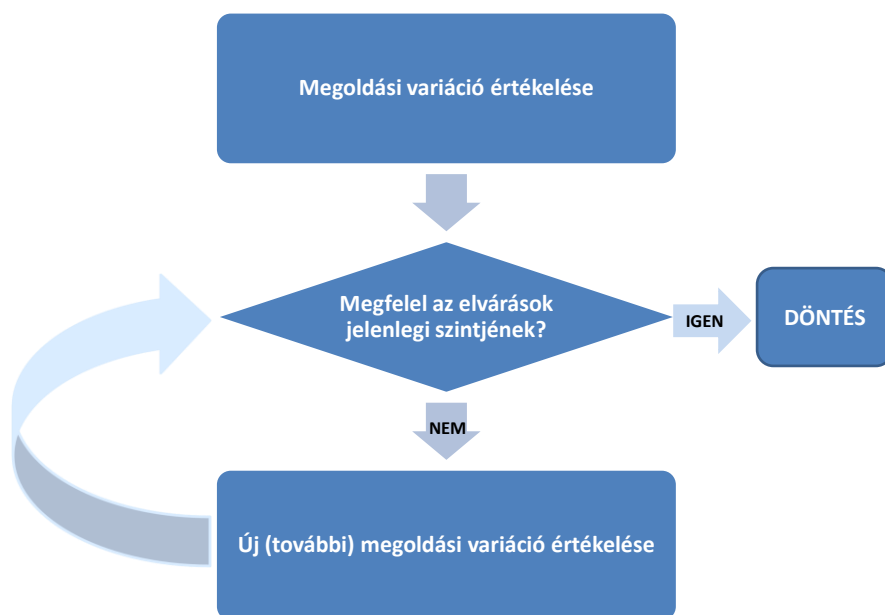 Megoldási variáció értékelése
Megfelel az elvárások
jelenlegi szintjének?
IGEN
DÖNTÉS
NEM
Új (további) megoldási variáció értékelése